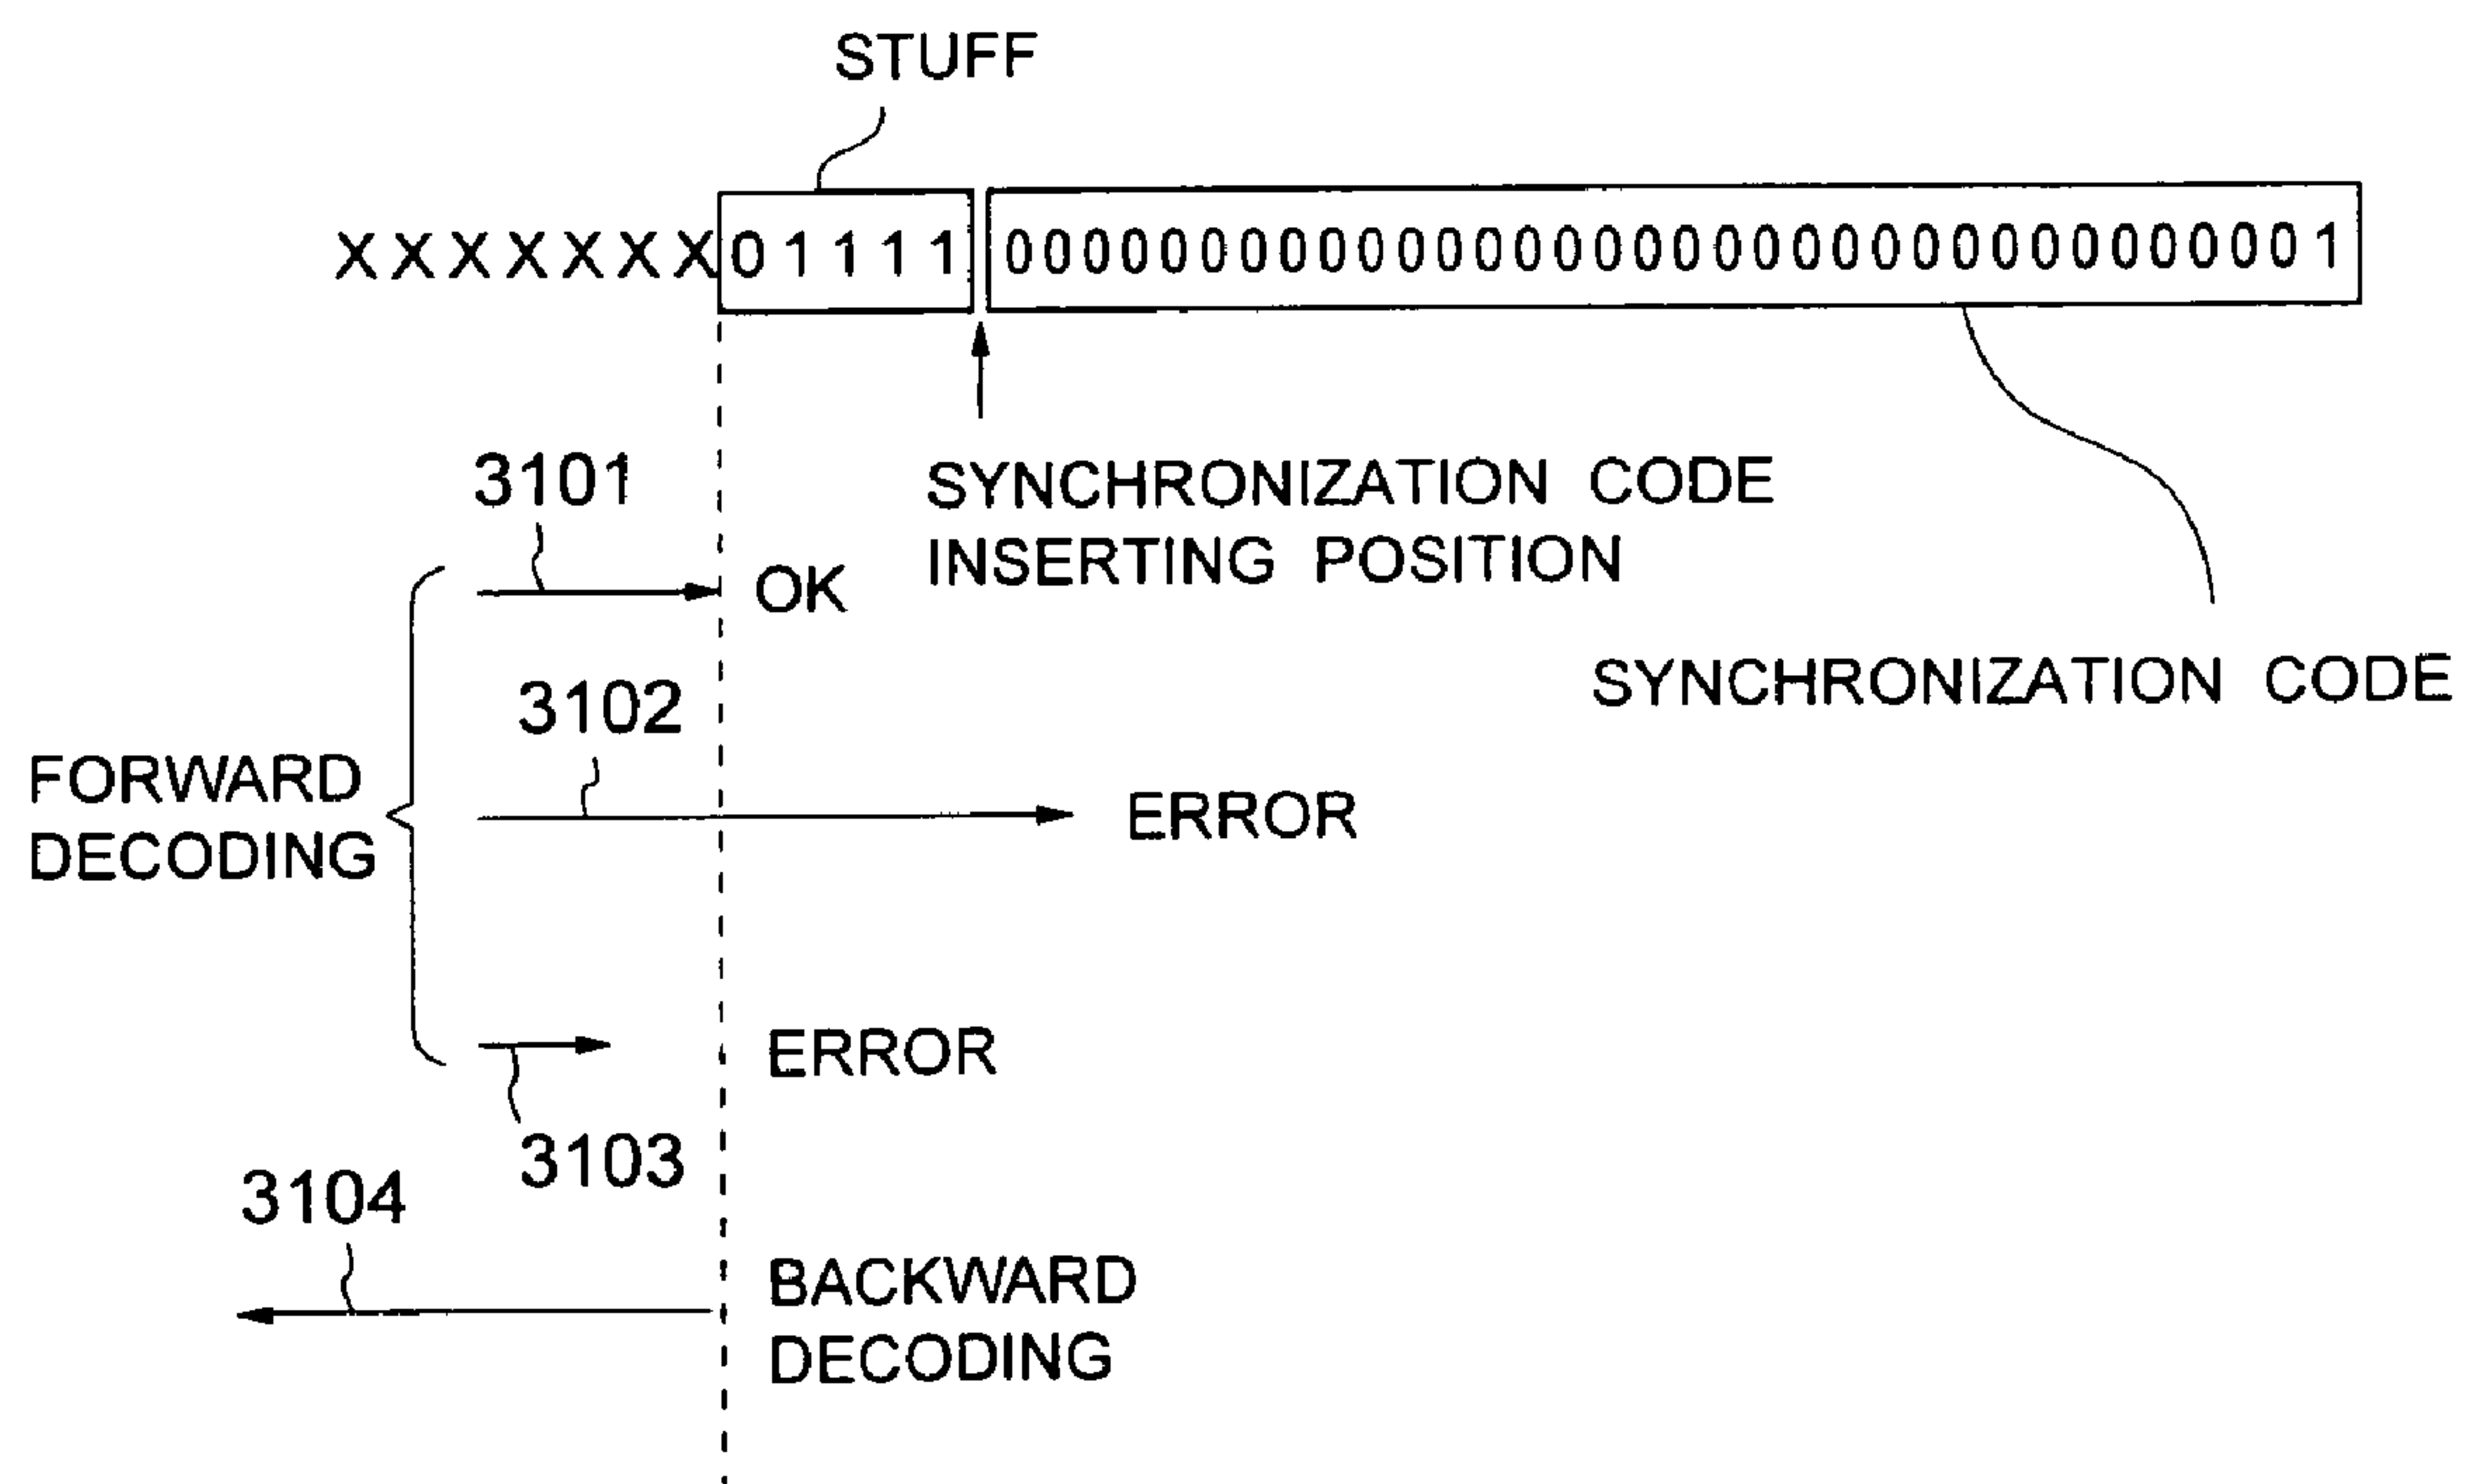 STUFF
XXXXXXX01111 0000000000000000000000000000000001
3101
SYNCHRONIZATION CODE
INSERTING POSITION
OK
SYNCHRONIZATION CODE
3102
FORWARD
DECODING
ERROR
ERROR
3103
3104
BACKWARD
DECODING